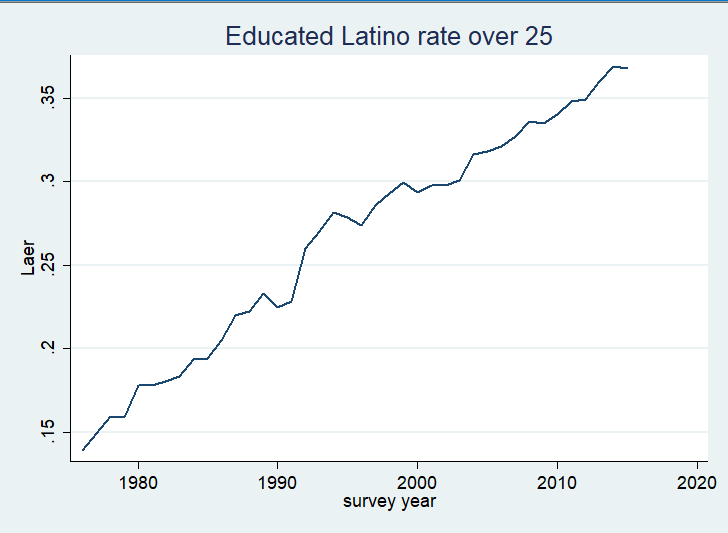 Educated Latino rate over 25
Laer
.35
.3
.25
.2
.15
1980 1990 2000 2010 2020
survey year